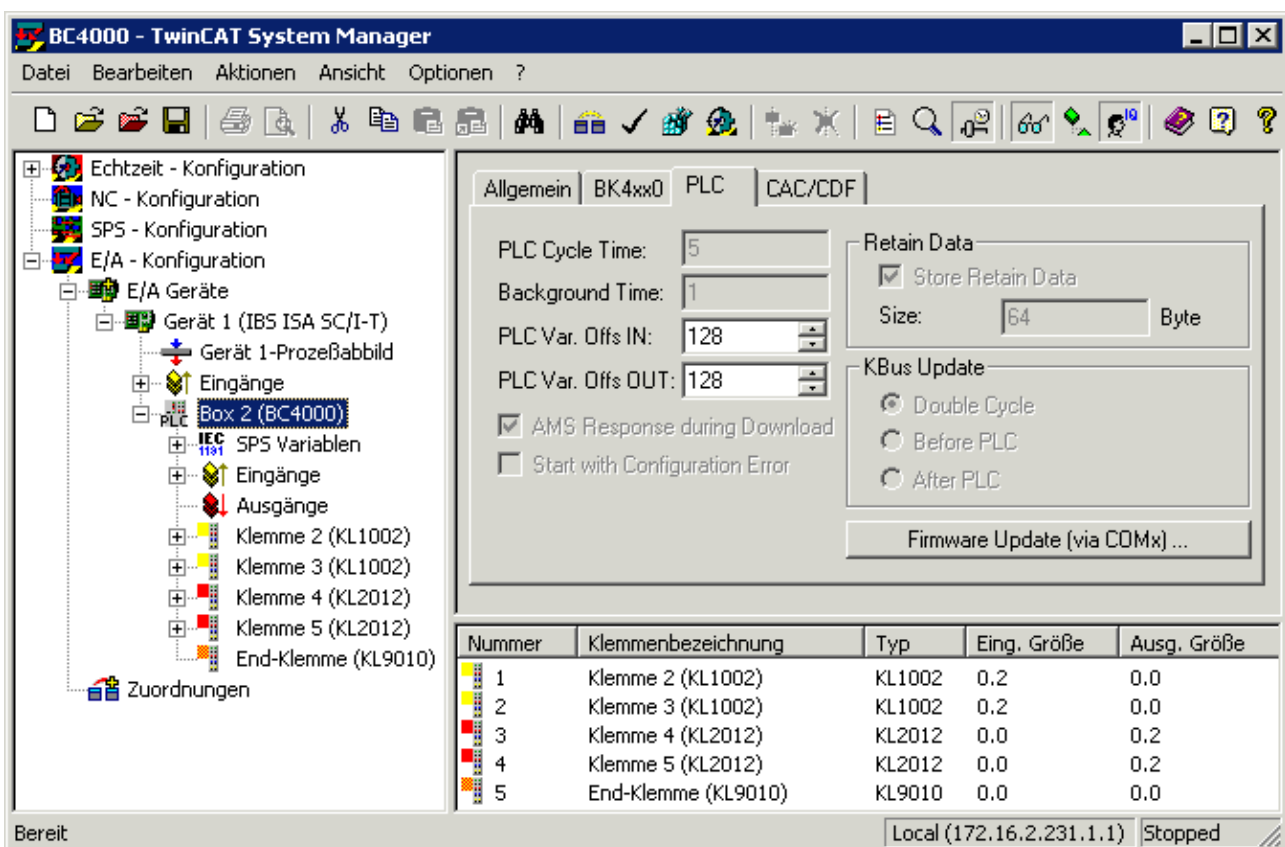 BC4000 - TwinCAT System Manager
Datei Bearbeiten Aktionen Ansicht Optionen ?
Echtzeit - Konfiguration
NC - Konfiguration
SPS - Konfiguration
E/A - Konfiguration
E/A Geräte
Gerät 1 (IBS ISA SC/I-T)
Gerät 1-Prozeßabbild
Eingänge
PLC Box 2 (BC4000)
IEC 1131 SPS Variablen
Eingänge
Ausgänge
Klemme 2 (KL1002)
Klemme 3 (KL1002)
Klemme 4 (KL2012)
Klemme 5 (KL2012)
End-Klemme (KL9010)
Zuordnungen
Allgemein BK4xx0 PLC CAC/CDF
PLC Cycle Time: 5
Background Time: 1
PLC Var. Offs IN: 128
PLC Var. Offs OUT: 128
AMS Response during Download
Start with Configuration Error
Retain Data
Store Retain Data
Size: 64 Byte
KBus Update
Double Cycle
Before PLC
After PLC
Firmware Update (via COMx) ...
Nummer Klemmenbezeichnung Typ Eing. Größe Ausg. Größe
1 Klemme 2 (KL1002) KL1002 0.2 0.0
2 Klemme 3 (KL1002) KL1002 0.2 0.0
3 Klemme 4 (KL2012) KL2012 0.0 0.2
4 Klemme 5 (KL2012) KL2012 0.0 0.2
5 End-Klemme (KL9010) KL9010 0.0 0.0
Bereit Local (172.16.2.231.1.1) Stopped